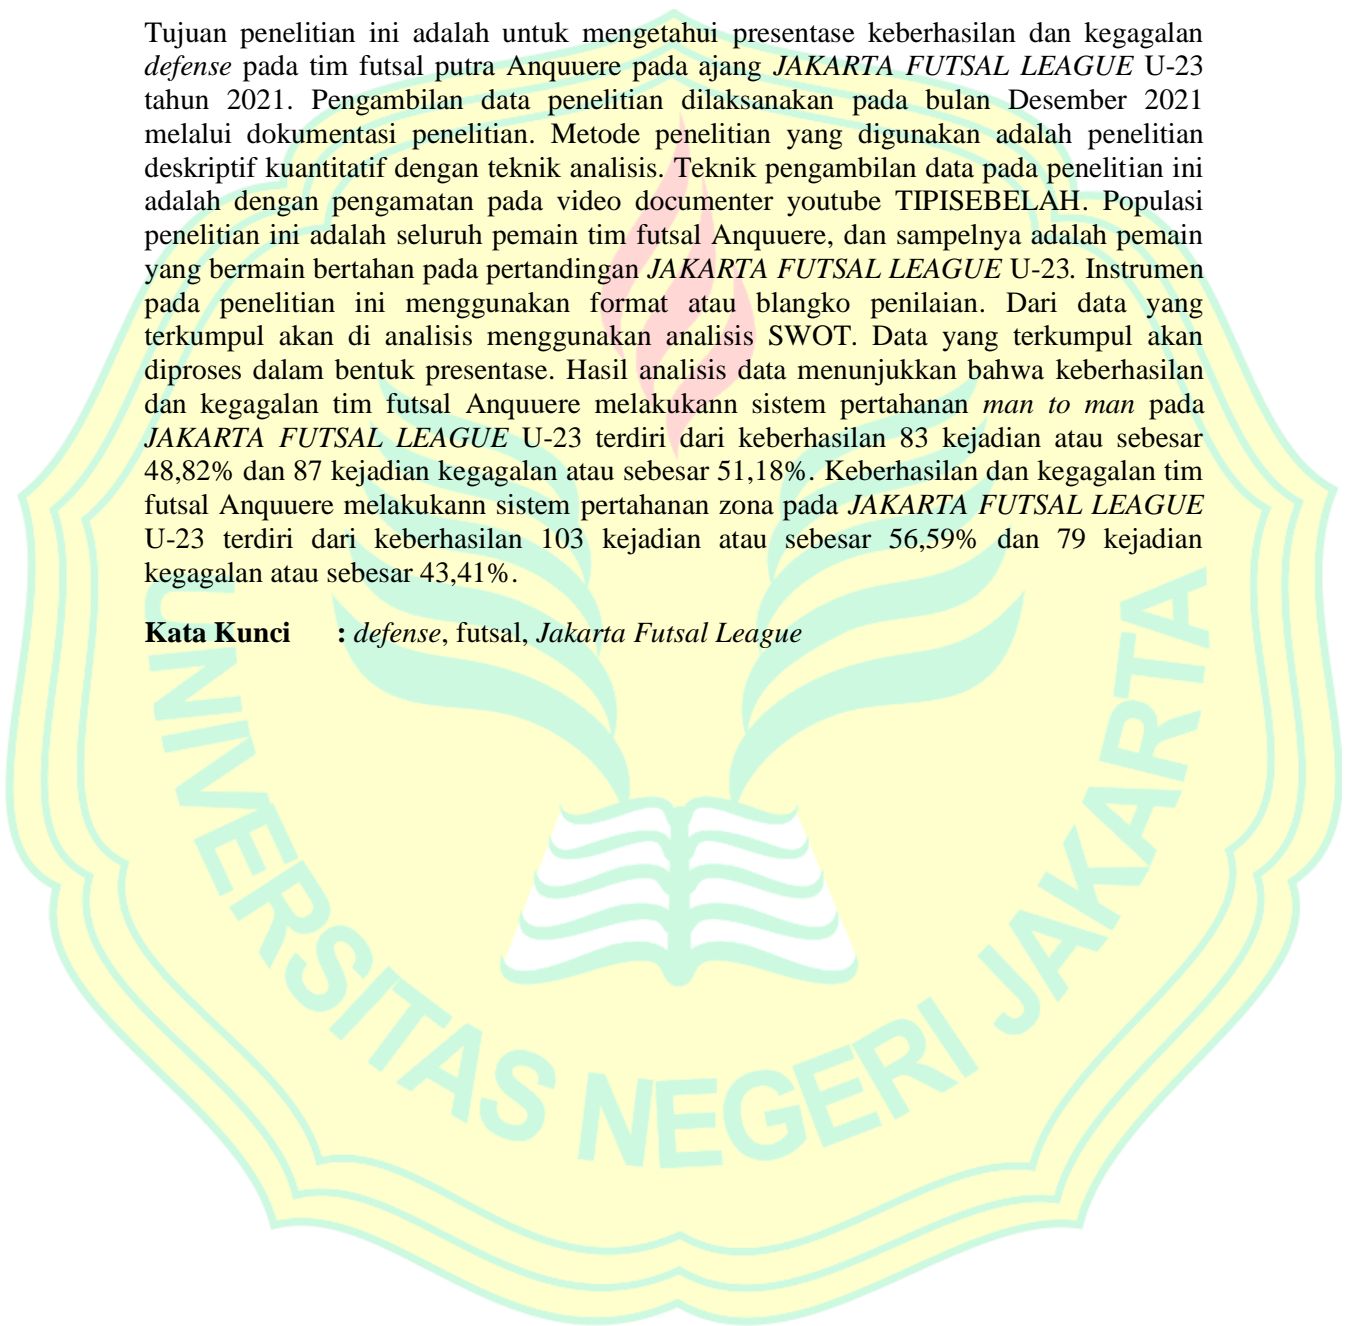 Tujuan penelitian ini adalah untuk mengetahui presentase keberhasilan dan kegagalan
defense pada tim futsal putra Anquuere pada ajang JAKARTA FUTSAL LEAGUE U-23
tahun 2021. Pengambilan data penelitian dilaksanakan pada bulan Desember 2021
melalui dokumentasi penelitian. Metode penelitian yang digunakan adalah penelitian
deskriptif kuantitatif dengan teknik analisis. Teknik pengambilan data pada penelitian ini
adalah dengan pengamatan pada video documenter youtube TIPISEBELAH. Populasi
penelitian ini adalah seluruh pemain tim futsal Anquuere, dan sampelnya adalah pemain
yang bermain bertahan pada pertandingan JAKARTA FUTSAL LEAGUE U-23. Instrumen
pada penelitian ini menggunakan format atau blangko penilaian. Dari data yang
terkumpul akan di analisis menggunakan analisis SWOT. Data yang terkumpul akan
diproses dalam bentuk presentase. Hasil analisis data menunjukkan bahwa keberhasilan
dan kegagalan tim futsal Anquuere melakukann sistem pertahanan man to man pada
JAKARTA FUTSAL LEAGUE U-23 terdiri dari keberhasilan 83 kejadian atau sebesar
48,82% dan 87 kejadian kegagalan atau sebesar 51,18%. Keberhasilan dan kegagalan tim
futsal Anquuere melakukann sistem pertahanan zona pada JAKARTA FUTSAL LEAGUE
U-23 terdiri dari keberhasilan 103 kejadian atau sebesar 56,59% dan 79 kejadian
kegagalan atau sebesar 43,41%.
Kata Kunci : defense, futsal, Jakarta Futsal League
UNIVERSITAS NEGERI JAKARTA